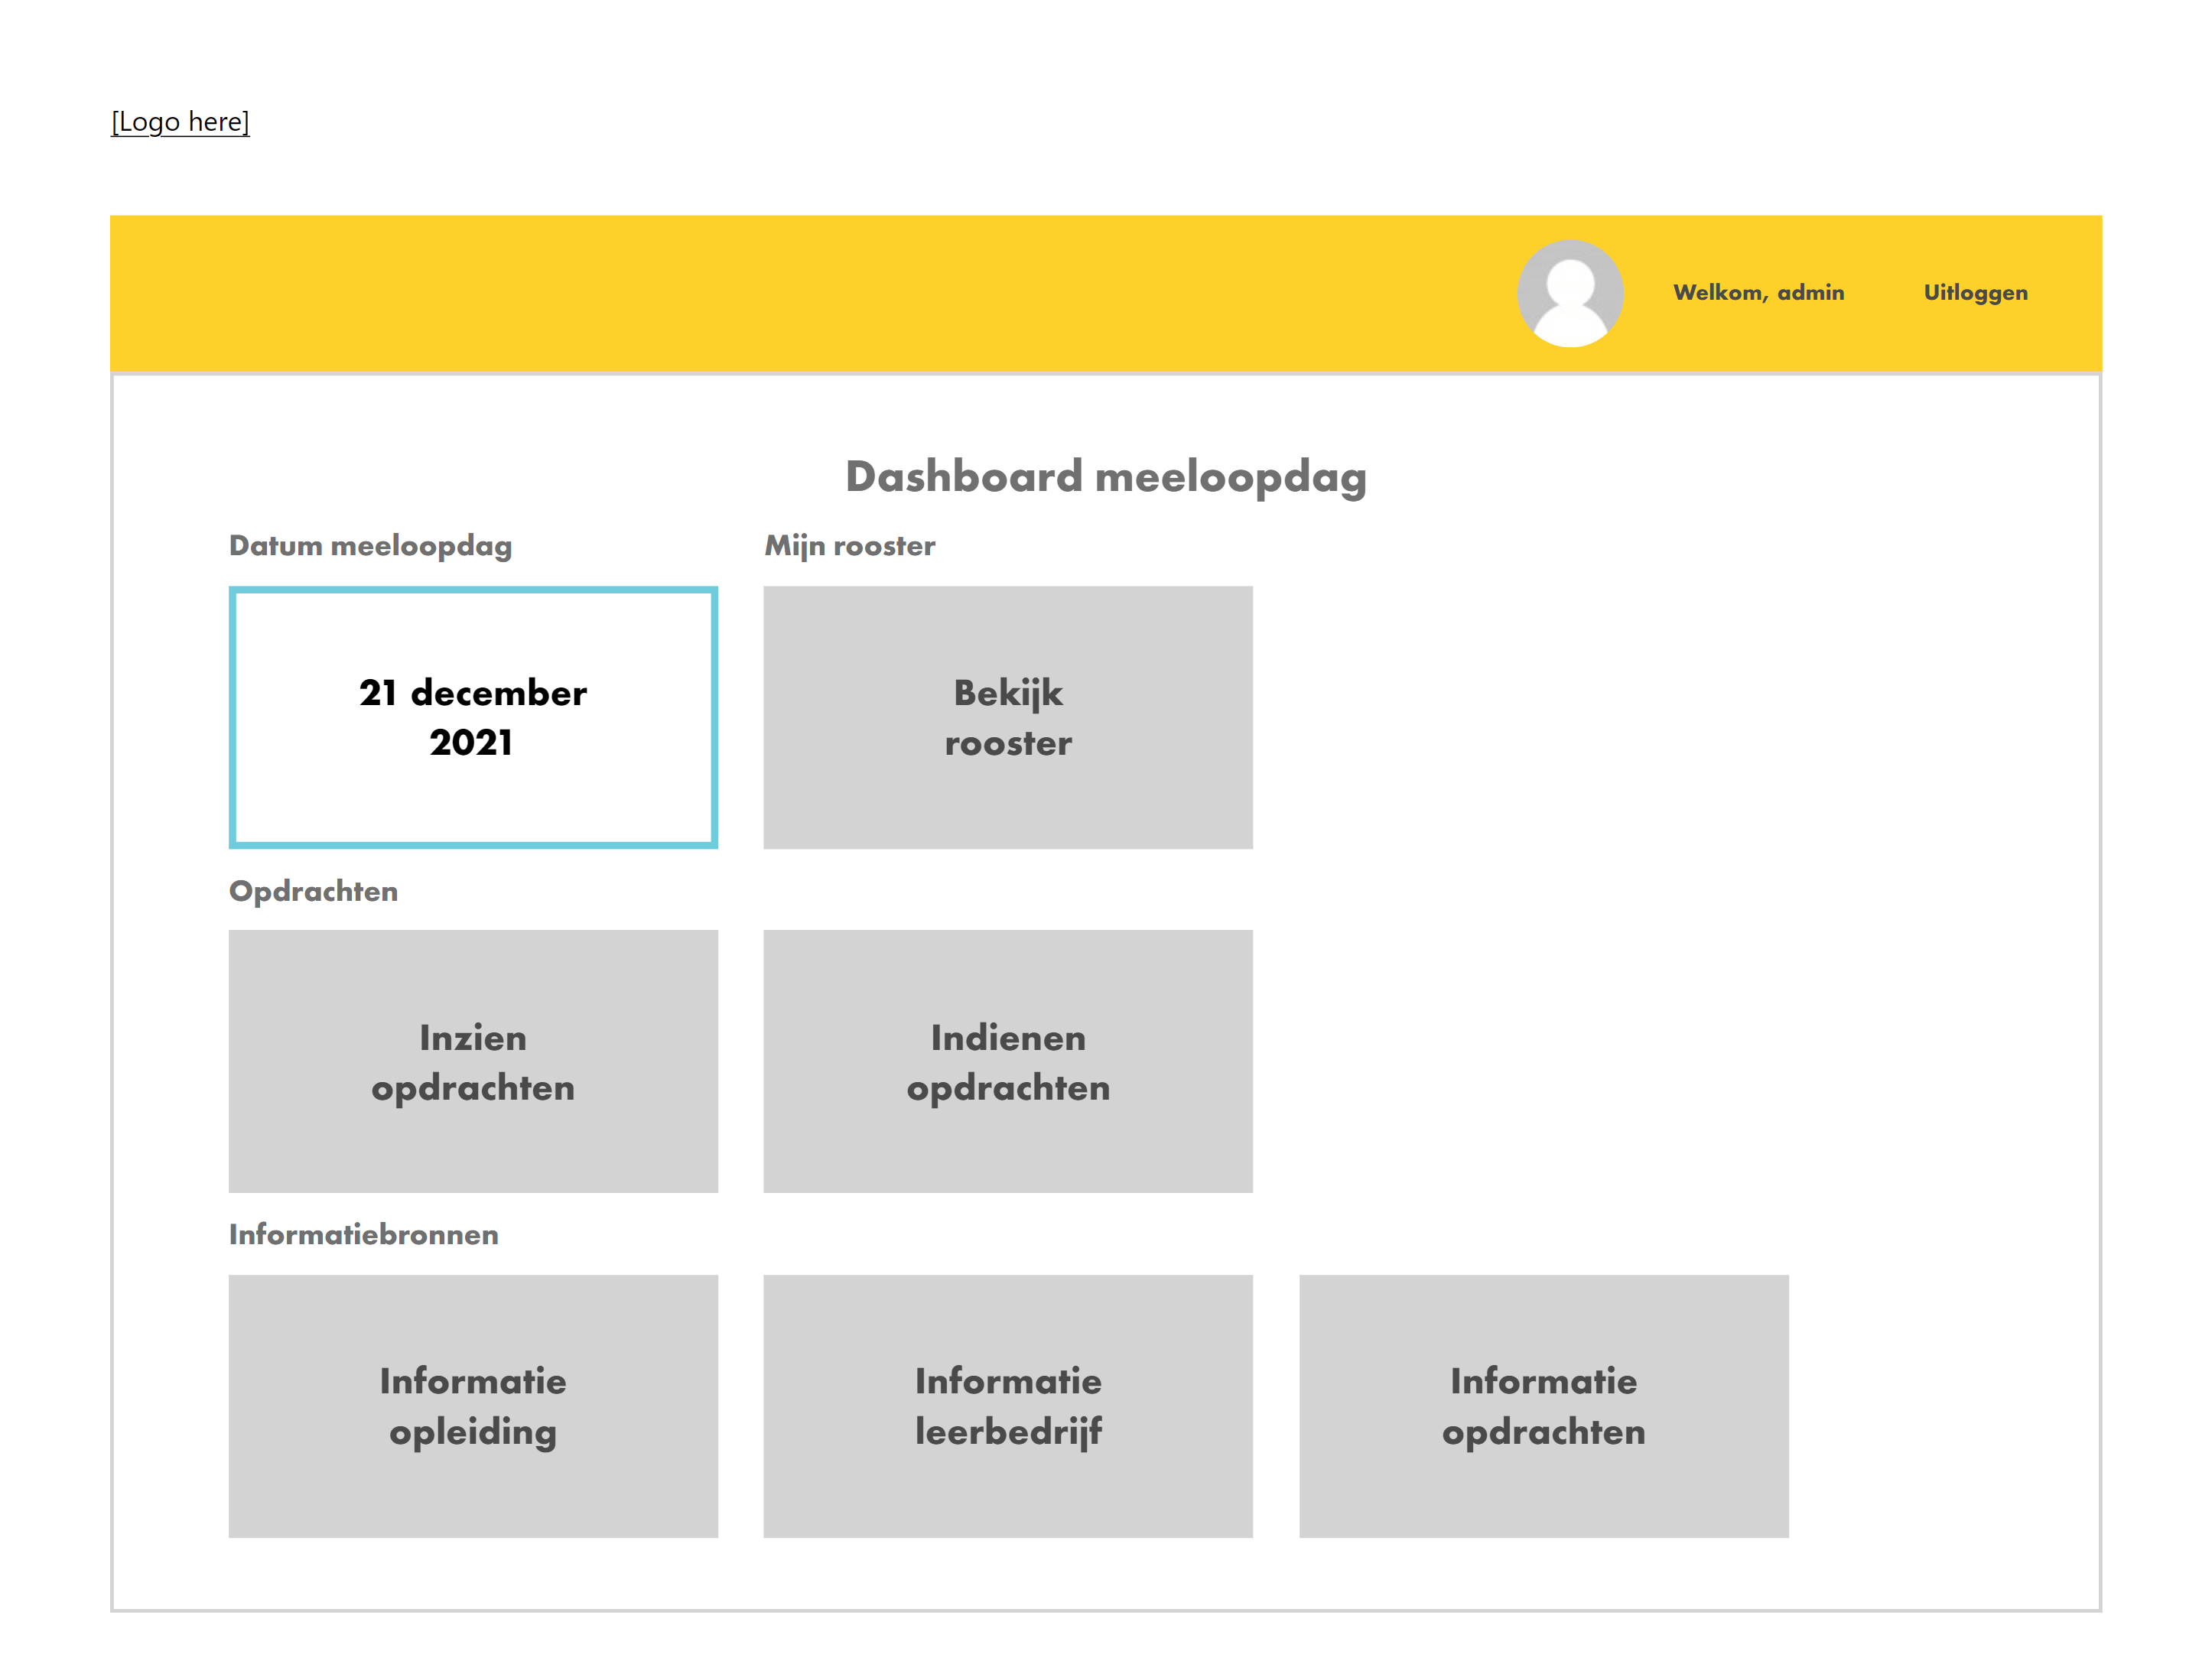 [Logo here]
Welkom, admin
Uitloggen
Dashboard meeloopdag
Datum meeloopdag
Mijn rooster
21 december
2021
Bekijk
rooster
Opdrachten
Inzien
opdrachten
Indienen
opdrachten
Informatiebronnen
Informatie
opleiding
Informatie
leerbedrijf
Informatie
opdrachten